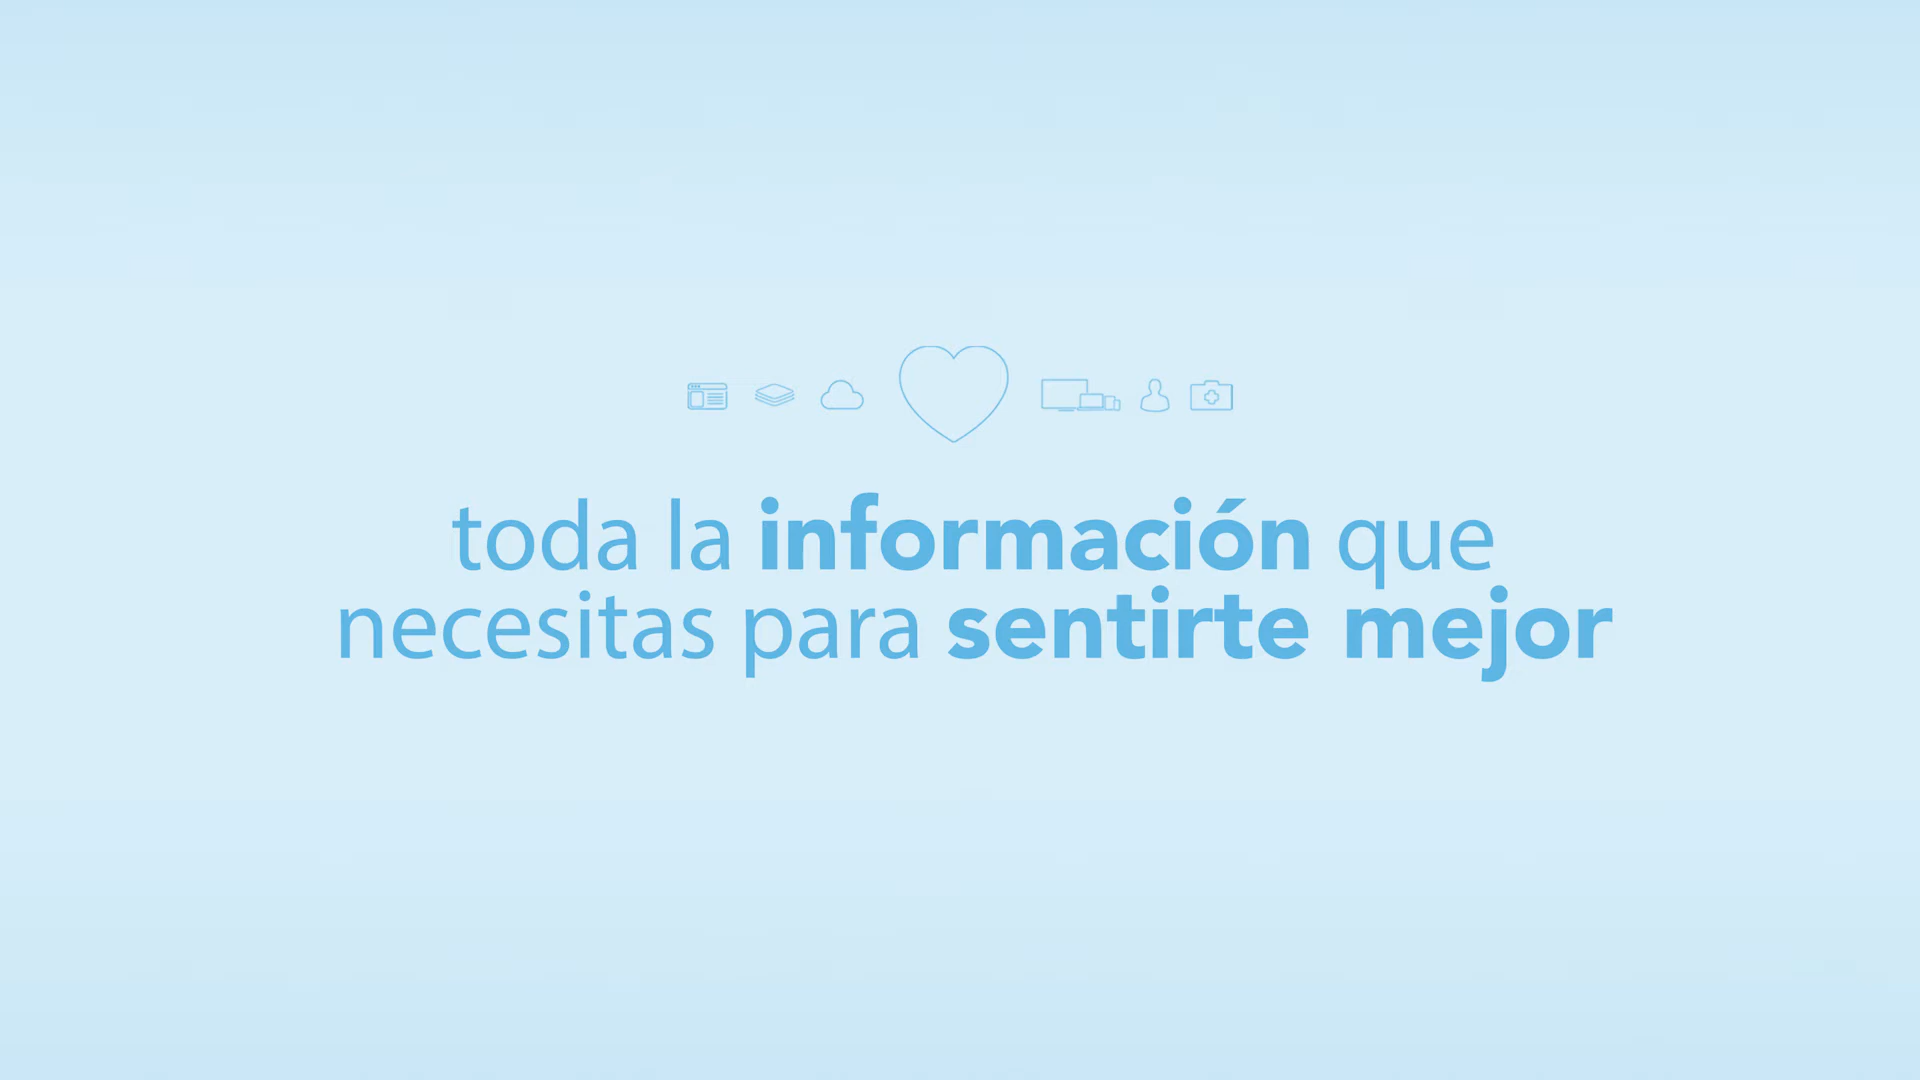 toda la información que
necesitas para sentirte mejor